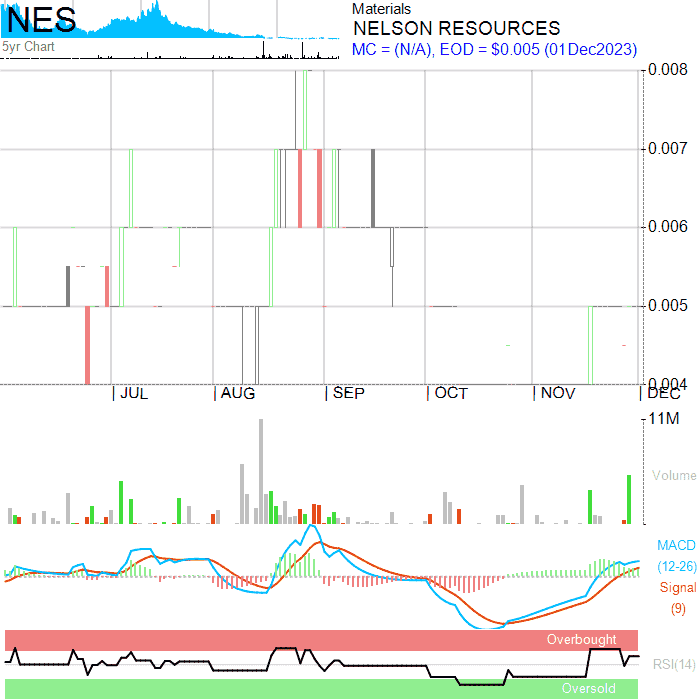 NES
5yr Chart
Materials
NELSON RESOURCES
MC = (N/A), EOD = $0.005 (01Dec2023)
0.008
0.007
0.006
0.005
0.004
JUL AUG SEP OCT NOV DEC
11M
Volume
MACD
(12-26)
Signal
(9)
Overbought
RSI(14)
Oversold